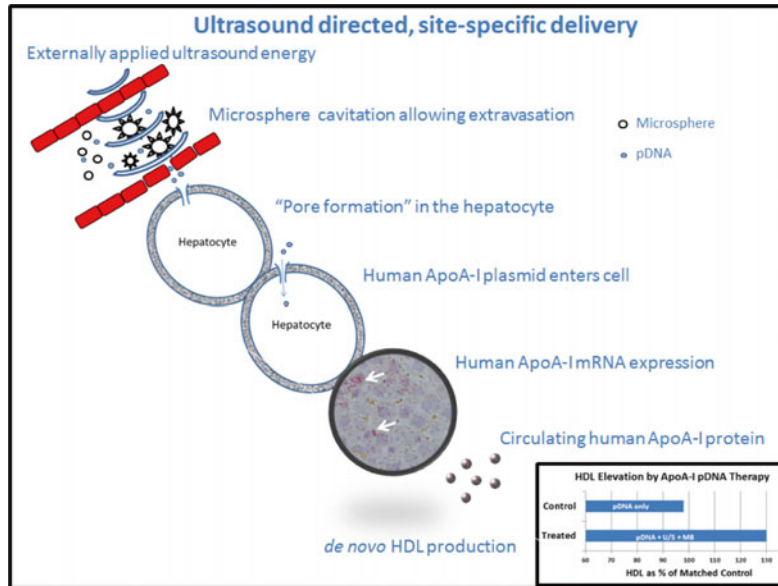 Ultrasound directed, site-specific delivery
Externally applied ultrasound energy
Microsphere cavitation allowing extravasation
Microsphere
pDNA
"Pore formation" in the hepatocyte
Hepatocyte
Human ApoA-I plasmid enters cell
Hepatocyte
Human ApoA-I mRNA expression
Circulating human ApoA-I protein
de novo HDL production
HDL Elevation by ApoA-I pDNA Therapy
Control
pDNA only
Treated
pDNA + U/S + MB
60 70 80 90 100 110 120 130
HDL as % of Matched Control